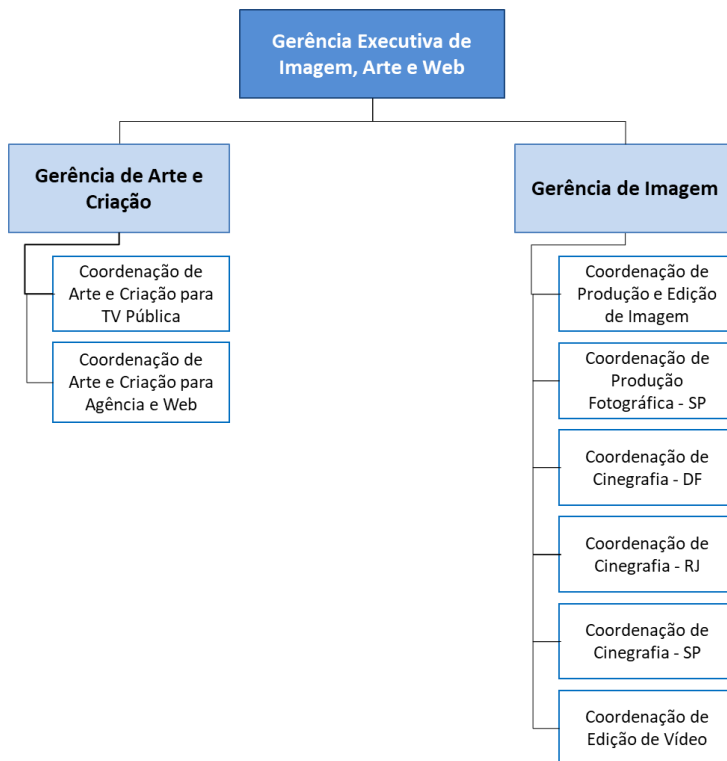 Gerência Executiva de
Imagem, Arte e Web
Gerência de Arte e
Criação
Coordenação de
Arte e Criação para
TV Pública
Coordenação de
Arte e Criação para
Agência e Web
Gerência de Imagem
Coordenação de
Produção e Edição
de Imagem
Coordenação de
Produção
Fotográfica - SP
Coordenação de
Cinegrafia - DF
Coordenação de
Cinegrafia - RJ
Coordenação de
Cinegrafia - SP
Coordenação de
Edição de Vídeo